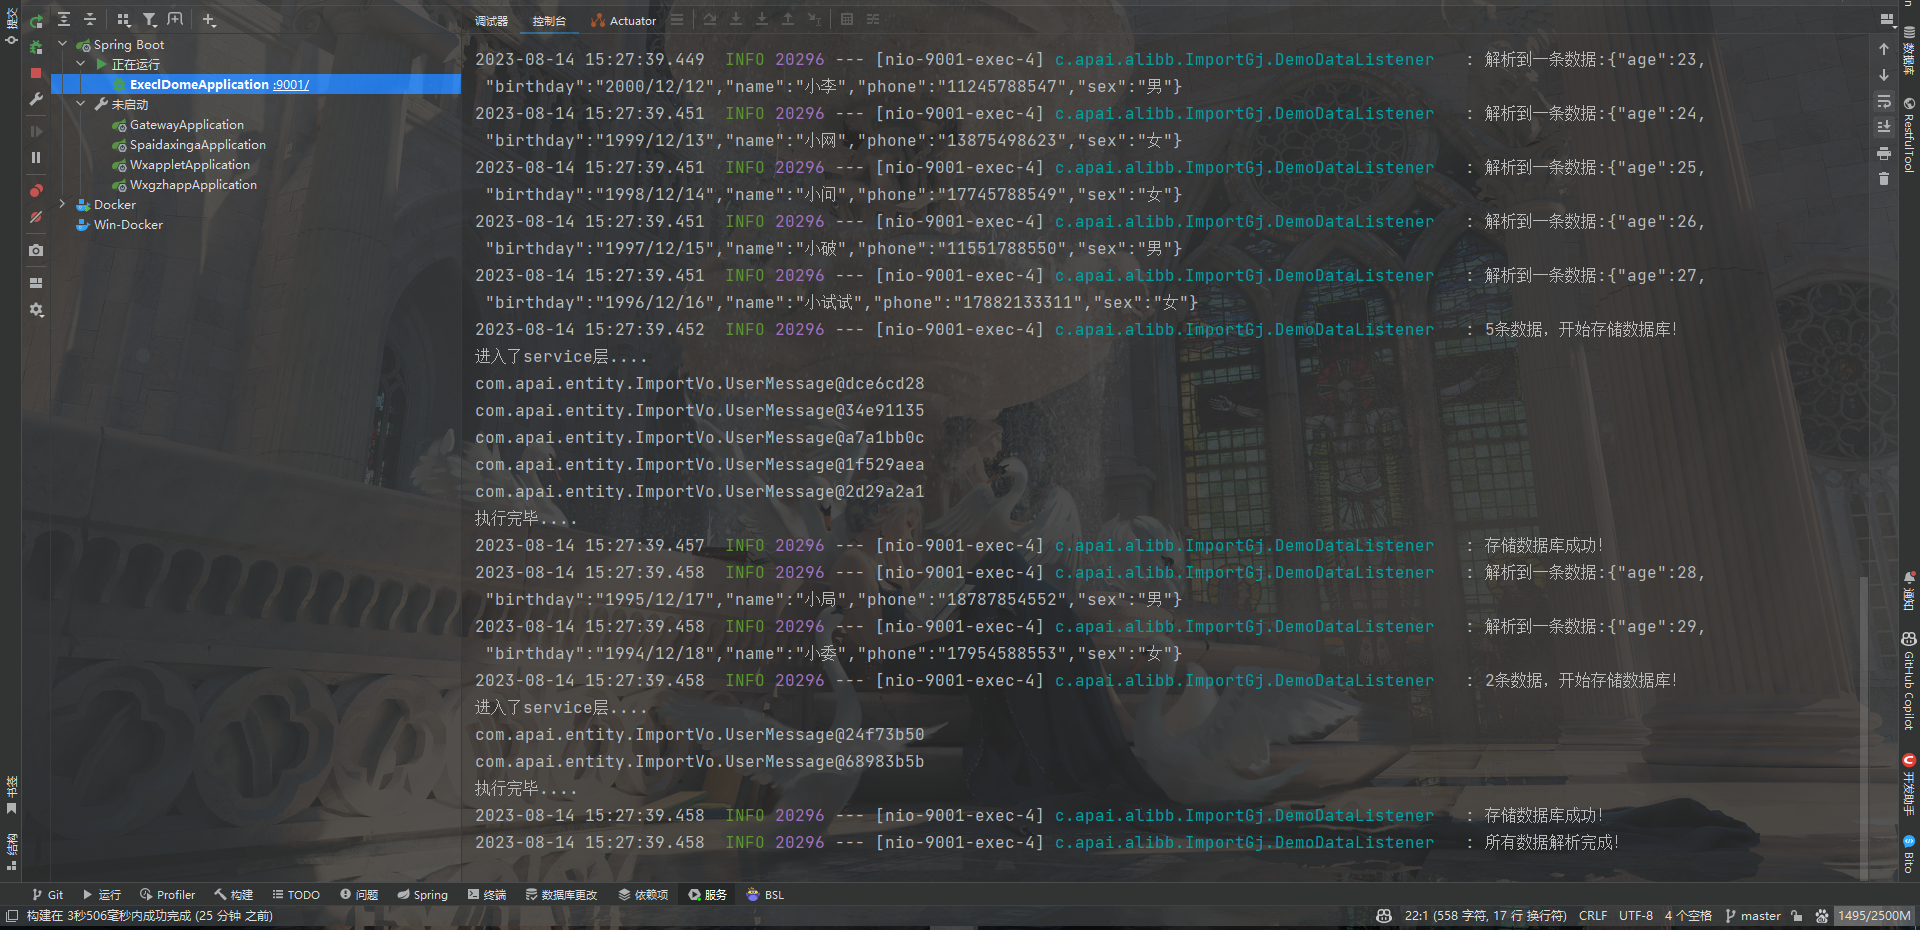 提交
调试器 控制台 Actuator
Spring Boot
正在运行
ExeclDomeApplication :9001/
未启动
GatewayApplication
SpaidaxingaApplication
WxappletApplication
WxgzhappApplication
Docker
Win-Docker
2023-08-14 15:27:39.449  INFO 20296 --- [nio-9001-exec-4] c.apai.alibb.ImportGj.DemoDataListener   : 解析到一条数据:{"age":23,
"birthday":"2000/12/12","name":"小李","phone":"11245788547","sex":"男"}
2023-08-14 15:27:39.451  INFO 20296 --- [nio-9001-exec-4] c.apai.alibb.ImportGj.DemoDataListener   : 解析到一条数据:{"age":24,
"birthday":"1999/12/13","name":"小网","phone":"13875498623","sex":"女"}
2023-08-14 15:27:39.451  INFO 20296 --- [nio-9001-exec-4] c.apai.alibb.ImportGj.DemoDataListener   : 解析到一条数据:{"age":25,
"birthday":"1998/12/14","name":"小问","phone":"17745788549","sex":"女"}
2023-08-14 15:27:39.451  INFO 20296 --- [nio-9001-exec-4] c.apai.alibb.ImportGj.DemoDataListener   : 解析到一条数据:{"age":26,
"birthday":"1997/12/15","name":"小破","phone":"11551788550","sex":"男"}
2023-08-14 15:27:39.451  INFO 20296 --- [nio-9001-exec-4] c.apai.alibb.ImportGj.DemoDataListener   : 解析到一条数据:{"age":27,
"birthday":"1996/12/16","name":"小试试","phone":"17882133311","sex":"女"}
2023-08-14 15:27:39.452  INFO 20296 --- [nio-9001-exec-4] c.apai.alibb.ImportGj.DemoDataListener   : 5条数据，开始存储数据库!
进入了service层....
com.apai.entity.ImportVo.UserMessage@dce6cd28
com.apai.entity.ImportVo.UserMessage@34e91135
com.apai.entity.ImportVo.UserMessage@a7a1bb0c
com.apai.entity.ImportVo.UserMessage@1f529aea
com.apai.entity.ImportVo.UserMessage@2d29a2a1
执行完毕....
2023-08-14 15:27:39.457  INFO 20296 --- [nio-9001-exec-4] c.apai.alibb.ImportGj.DemoDataListener   : 存储数据库成功!
2023-08-14 15:27:39.458  INFO 20296 --- [nio-9001-exec-4] c.apai.alibb.ImportGj.DemoDataListener   : 解析到一条数据:{"age":28,
"birthday":"1995/12/17","name":"小局","phone":"18787854552","sex":"男"}
2023-08-14 15:27:39.458  INFO 20296 --- [nio-9001-exec-4] c.apai.alibb.ImportGj.DemoDataListener   : 解析到一条数据:{"age":29,
"birthday":"1994/12/18","name":"小委","phone":"17954588553","sex":"女"}
2023-08-14 15:27:39.458  INFO 20296 --- [nio-9001-exec-4] c.apai.alibb.ImportGj.DemoDataListener   : 2条数据，开始存储数据库!
进入了service层....
com.apai.entity.ImportVo.UserMessage@24f73b50
com.apai.entity.ImportVo.UserMessage@68983b5b
执行完毕....
2023-08-14 15:27:39.458  INFO 20296 --- [nio-9001-exec-4] c.apai.alibb.ImportGj.DemoDataListener   : 存储数据库成功!
2023-08-14 15:27:39.458  INFO 20296 --- [nio-9001-exec-4] c.apai.alibb.ImportGj.DemoDataListener   : 所有数据解析完成!
数据库
RestfulTool
通知
GitHub Copilot
开发助手
Bito
书签
结构
Git 运行 Profiler 构建 TODO 问题 Spring 终端 数据库更改 依赖项 服务 BSL
构建在 3秒506毫秒内成功完成 (25 分钟 之前) 22:1 (558 字符, 17 行 换行符) CRLF UTF-8 4 个空格 master 1495/2500M